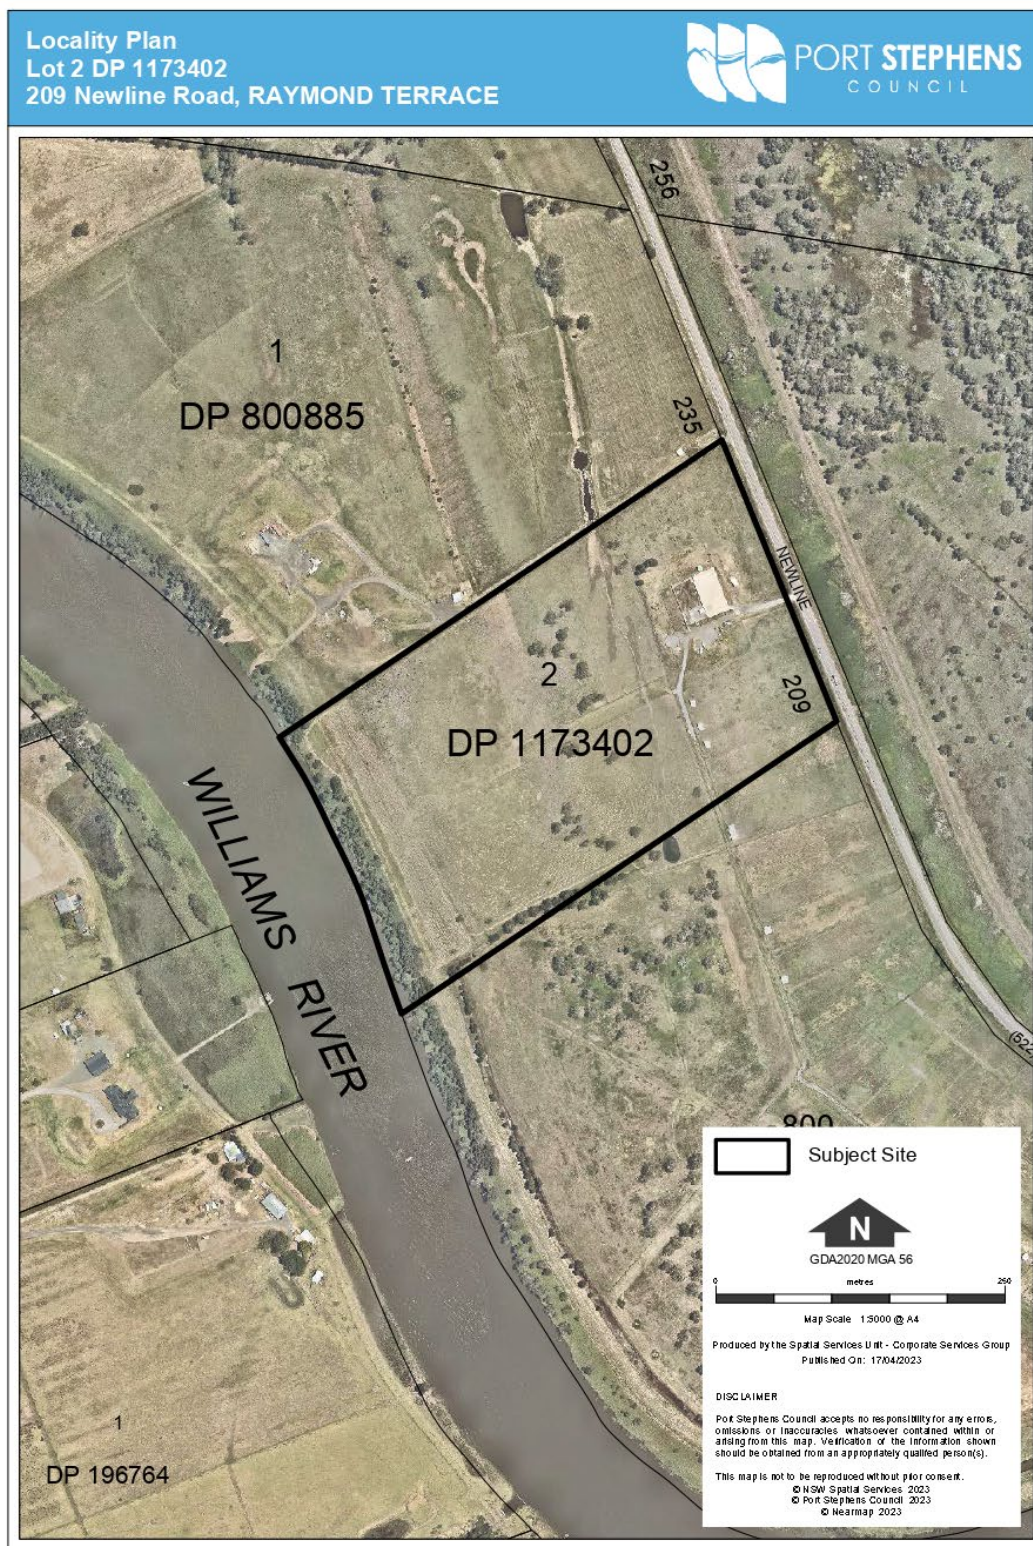 Locality Plan
Lot 2 DP 1173402
209 Newline Road, RAYMOND TERRACE
PORT STEPHENS
COUNCIL
256
1
DP 800885
235
NEWLINE
2
209
DP 1173402
WILLIAMS RIVER
800
Subject Site
N
GDA2020 MGA 56
0 metres 250
Map Scale 1:5000 @ A4
Produced by the Spatial Services Unit - Corporate Services Group
Published On: 17/04/2023
DISCLAIMER
Port Stephens Council accepts no responsibility for any errors,
omissions or inaccuracies whatsoever contained within or
arising from this map. Verification of the information shown
should be obtained from an appropriately qualified person(s).
This map is not to be reproduced without prior consent.
© NSW Spatial Services 2023
© Port Stephens Council 2023
© Nearmap 2023
1
DP 196764